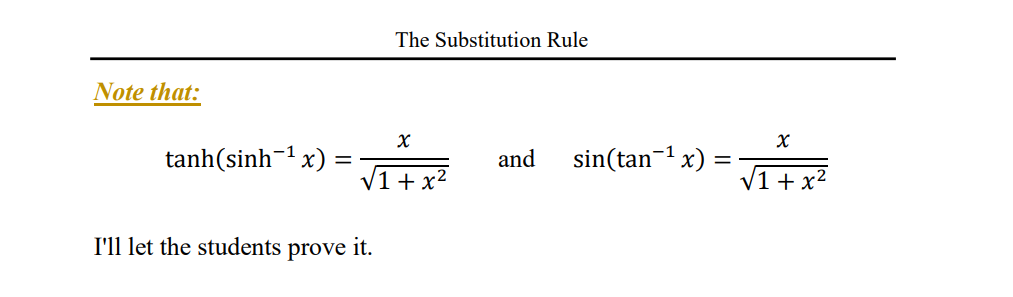 The Substitution Rule
Note that:
tanh(sinh⁻¹ x) = x/√(1 + x²) and sin(tan⁻¹ x) = x/√(1 + x²)
I'll let the students prove it.